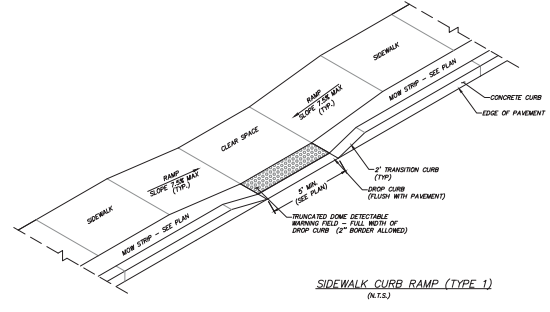 SIDEWALK
RAMP
SLOPE 7.5% MAX
(TYP.)
MOW STRIP - SEE PLAN
CONCRETE CURB
EDGE OF PAVEMENT
CLEAR SPACE
RAMP
SLOPE 7.5% MAX
(TYP.)
2' TRANSITION CURB
(TYP)
DROP CURB
(FLUSH WITH PAVEMENT)
5' MIN.
(SEE PLAN)
SIDEWALK
MOW STRIP - SEE PLAN
TRUNCATED DOME DETECTABLE
WARNING FIELD - FULL WIDTH OF
DROP CURB (2" BORDER ALLOWED)
SIDEWALK CURB RAMP (TYPE 1)
(N.T.S.)